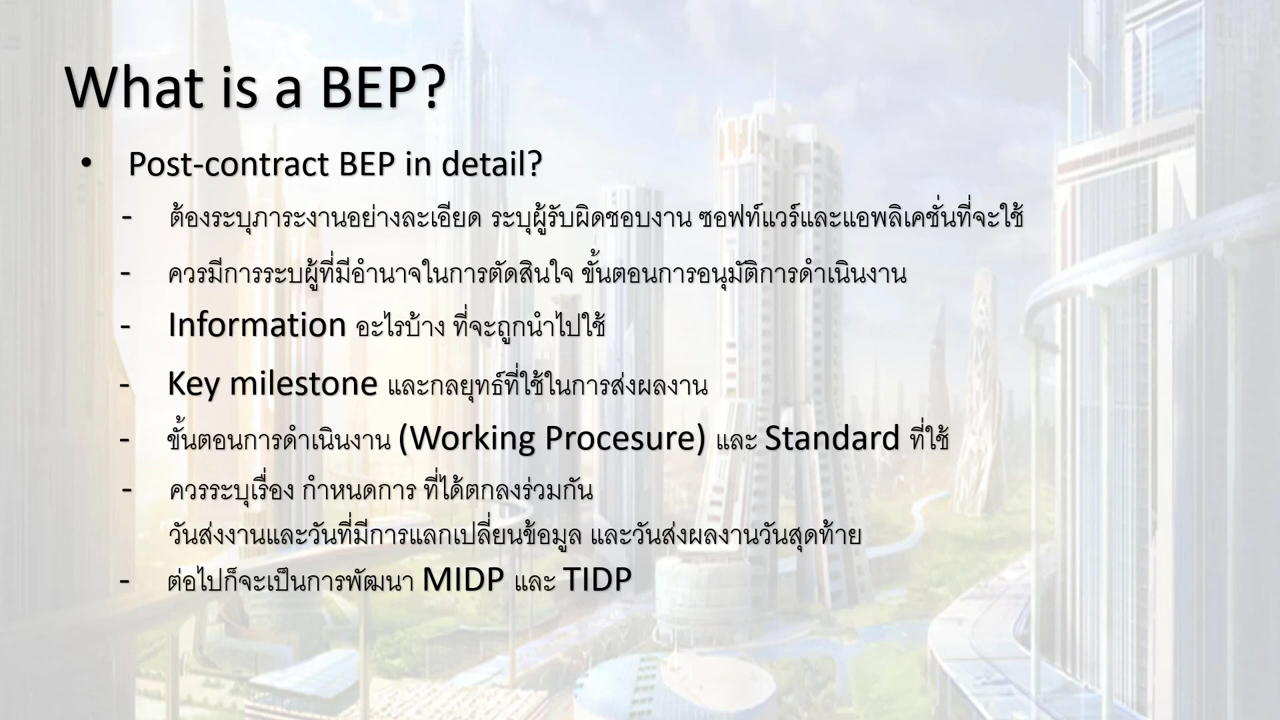 What is a BEP?
• Post-contract BEP in detail?
- ต้องระบุภาระงานอย่างละเอียด ระบุผู้รับผิดชอบงาน ซอฟท์แวร์และแอพลิเคชั่นที่จะใช้
- ควรมีการระบผู้ที่มีอำนาจในการตัดสินใจ ขั้นตอนการอนุมัติการดำเนินงาน
- Information อะไรบ้าง ที่จะถูกนำไปใช้
- Key milestone และกลยุทธ์ที่ใช้ในการส่งผลงาน
- ขั้นตอนการดำเนินงาน (Working Procesure) และ Standard ที่ใช้
- ควรระบุเรื่อง กำหนดการ ที่ได้ตกลงร่วมกัน
วันส่งงานและวันที่มีการแลกเปลี่ยนข้อมูล และวันส่งผลงานวันสุดท้าย
- ต่อไปก็จะเป็นการพัฒนา MIDP และ TIDP